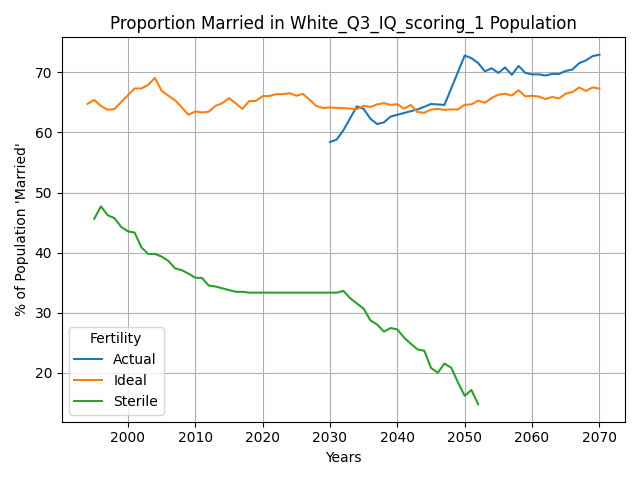 Proportion Married in White_Q3_IQ_scoring_1 Population
% of Population 'Married'
70
60
50
40
30
20
Fertility
Actual
Ideal
Sterile
2000 2010 2020 2030 2040 2050 2060 2070
Years